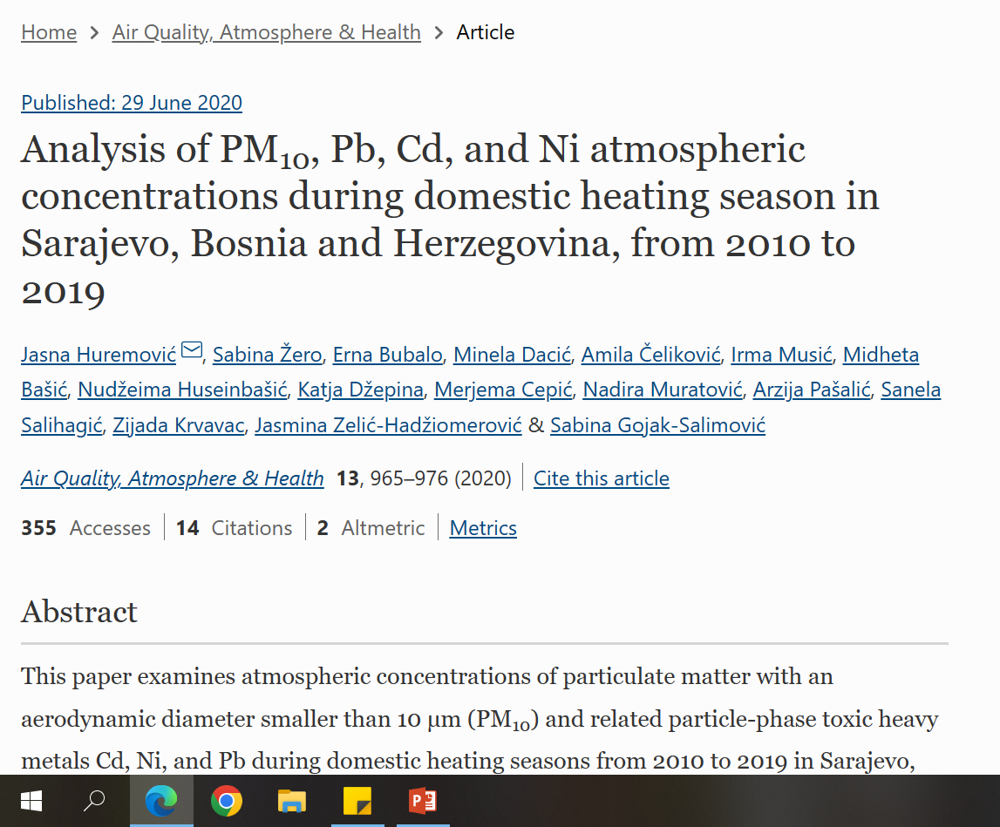 Home > Air Quality, Atmosphere & Health > Article
Published: 29 June 2020
Analysis of PM₁₀, Pb, Cd, and Ni atmospheric
concentrations during domestic heating season in
Sarajevo, Bosnia and Herzegovina, from 2010 to
2019
Jasna Huremović, Sabina Žero, Erna Bubalo, Minela Dacić, Amila Čeliković, Irma Musić, Midheta
Bašić, Nudžeima Huseinbašić, Katja Džepina, Merjema Cepić, Nadira Muratović, Arzija Pašalić, Sanela
Salihagić, Zijada Krvavac, Jasmina Zelić-Hadžiomerović & Sabina Gojak-Salimović
Air Quality, Atmosphere & Health 13, 965–976 (2020) | Cite this article
355 Accesses | 14 Citations | 2 Altmetric | Metrics
Abstract
This paper examines atmospheric concentrations of particulate matter with an
aerodynamic diameter smaller than 10 μm (PM₁₀) and related particle-phase toxic heavy
metals Cd, Ni, and Pb during domestic heating seasons from 2010 to 2019 in Sarajevo,